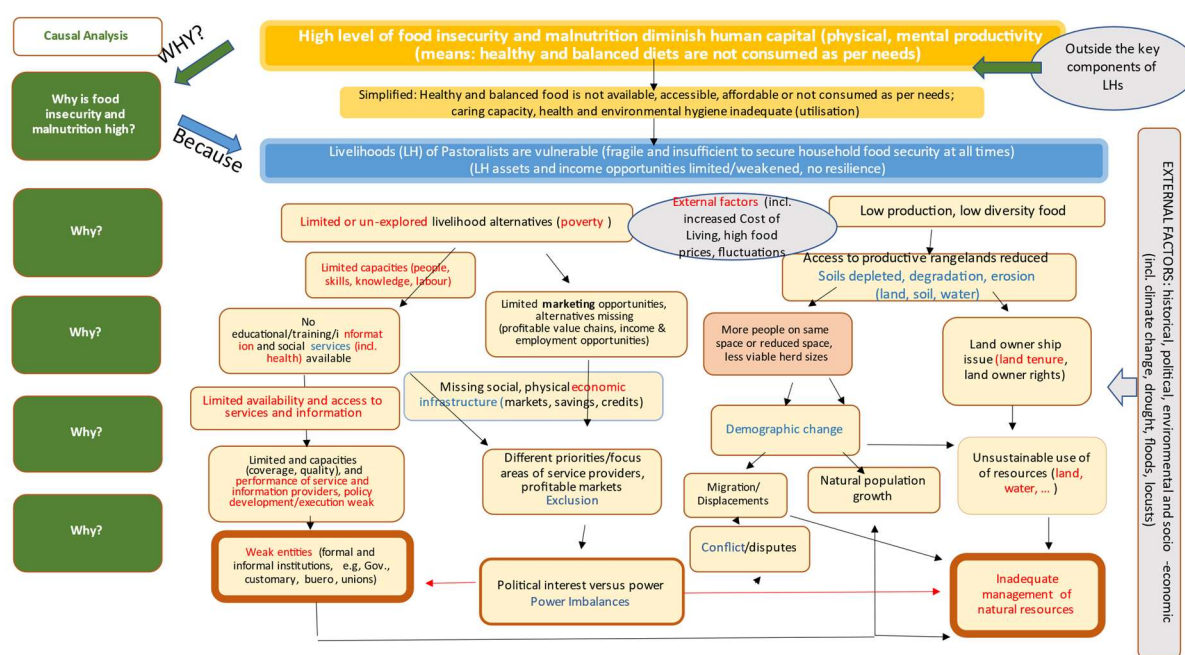 Causal Analysis
WHY?
High level of food insecurity and malnutrition diminish human capital (physical, mental productivity
(means: healthy and balanced diets are not consumed as per needs)
Outside the key
components of
LHs
Why is food
insecurity and
malnutrition high?
Simplified: Healthy and balanced food is not available, accessible, affordable or not consumed as per needs;
caring capacity, health and environmental hygiene inadequate (utilisation)
Because
Livelihoods (LH) of Pastoralists are vulnerable (fragile and insufficient to secure household food security at all times)
(LH assets and income opportunities limited/weakened, no resilience)
Why?
Limited or un-explored livelihood alternatives (poverty )
External factors (incl.
increased Cost of
Living, high food
prices, fluctuations
Low production, low diversity food
Limited capacities (people,
skills, knowledge, labour)
Access to productive rangelands reduced
Soils depleted, degradation, erosion
(land, soil, water)
Why?
No
educational/training/i nformat
ion and social services (incl.
health) available
Limited marketing opportunities,
alternatives missing
(profitable value chains, income &
employment opportunities)
More people on same
space or reduced space,
less viable herd sizes
Land owner ship
issue (land tenure,
land owner rights)
Why?
Limited availability and access to
services and information
Missing social, physical economic
infrastructure (markets, savings, credits)
Demographic change
Limited and capacities
(coverage, quality), and
performance of service and
information providers, policy
development/execution weak
Different priorities/focus
areas of service providers,
profitable markets
Exclusion
Migration/
Displacements
Natural population
growth
Unsustainable use of
of resources (land,
water, ... )
Why?
Weak entities (formal and
informal institutions, e.g, Gov.,
customary, buero , unions)
Political interest versus power
Power Imbalances
Conflict/disputes
Inadequate
management of
natural resources
EXTERNAL FACTORS: historical, political, environmental and socio -economic
(incl. climate change, drought, floods, locusts)